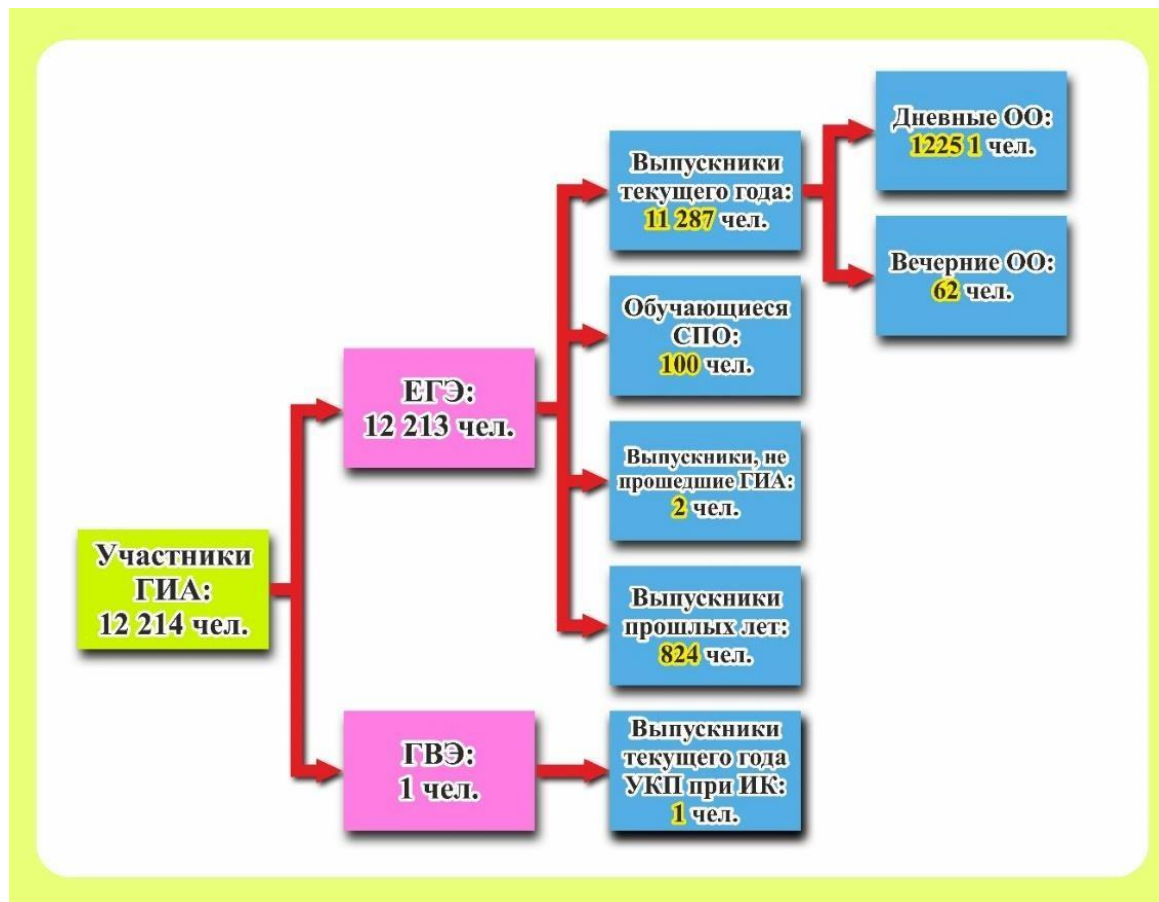 Участники
ГИА:
12 214 чел.
ЕГЭ:
12 213 чел.
ГВЭ:
1 чел.
Выпускники
текущего года:
11 287 чел.
Обучающиеся
СПО:
100 чел.
Выпускники, не
прошедшие ГИА:
2 чел.
Выпускники
прошлых лет:
824 чел.
Выпускники
текущего года
УКП при ИК:
1 чел.
Дневные ОО:
1225 1 чел.
Вечерние ОО:
62 чел.